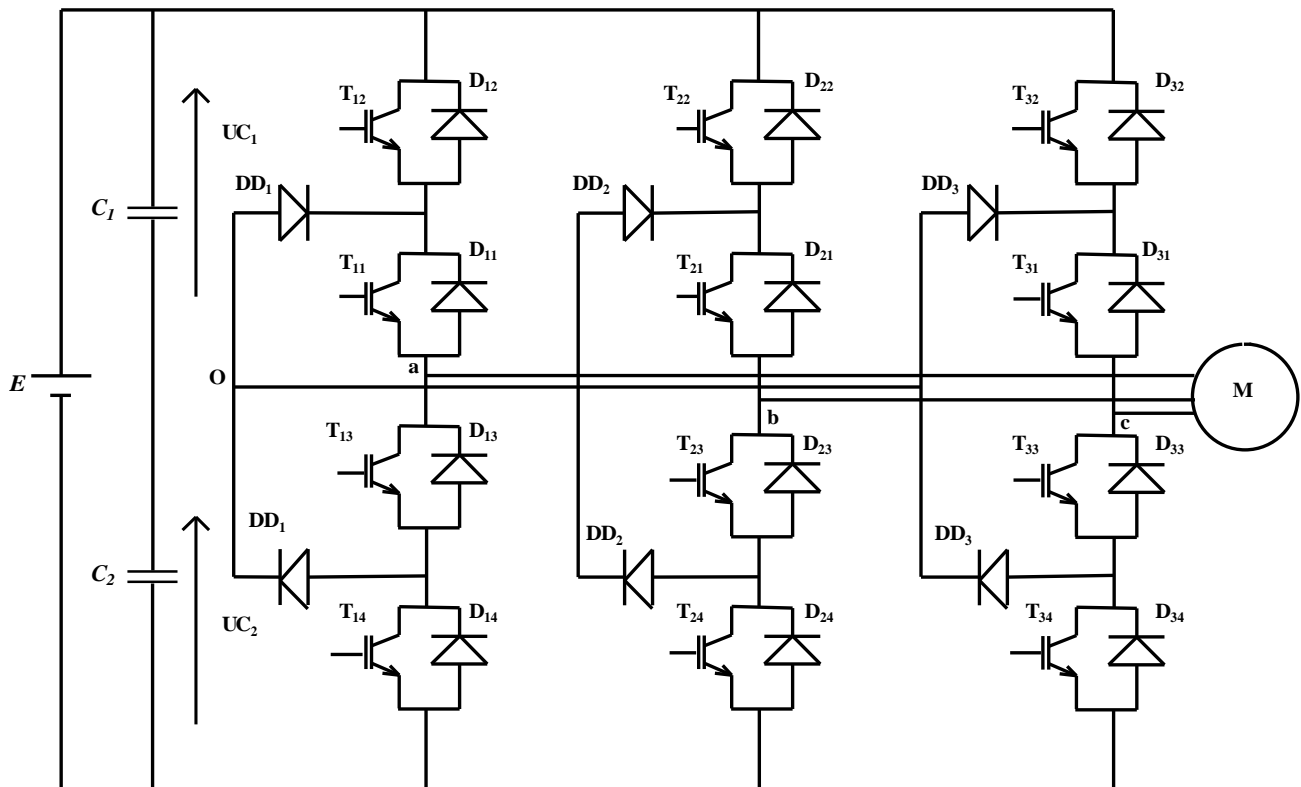 D₁₂
D₂₂
D₃₂
T₁₂
T₂₂
T₃₂
UC₁
DD₁
DD₂
DD₃
C₁
D₁₁
D₂₁
D₃₁
T₁₁
T₂₁
T₃₁
a
O
E
M
b
c
T₁₃
D₁₃
T₂₃
D₂₃
T₃₃
D₃₃
DD₁
DD₂
DD₃
C₂
UC₂
T₁₄
D₁₄
T₂₄
D₂₄
T₃₄
D₃₄